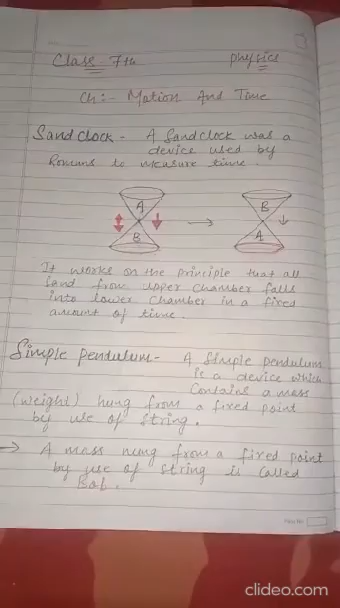 Class 7th physics
Ch:- Motion And Time
Sand clock - A Sand clock was a
device used by
Romans to measure time.
A B
B A
It works on the principle that all
sand from upper chamber falls
into lower chamber in a fixed
amount of time.
Simple pendulum - A Simple pendulum
is a device which
contains a mass
(weight) hung from a fixed point
by use of string.
→ A mass hung from a fixed point
by use of string is called
Bob.
clideo.com